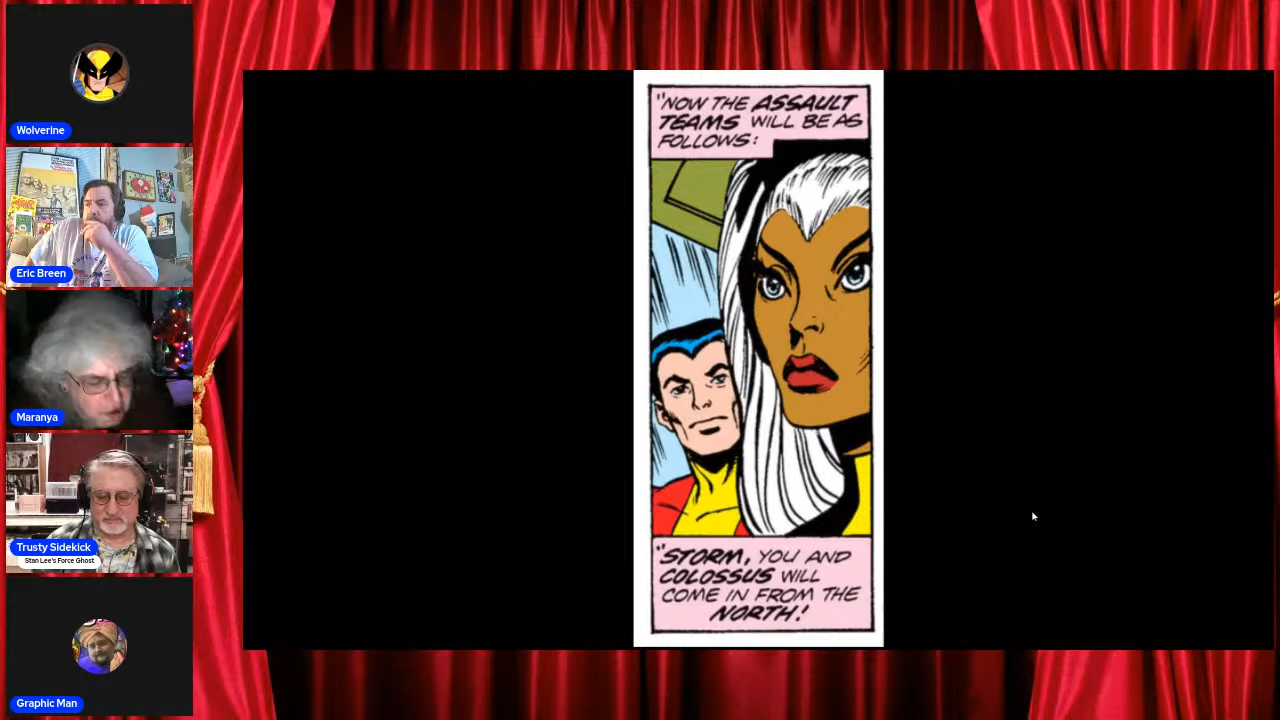 Wolverine
Eric Breen
Maranya
Trusty Sidekick
Stan Lee's Force Ghost
Graphic Man
"NOW THE ASSAULT
TEAMS WILL BE AS
FOLLOWS:
"STORM, YOU AND
COLOSSUS WILL
COME IN FROM THE
NORTH!